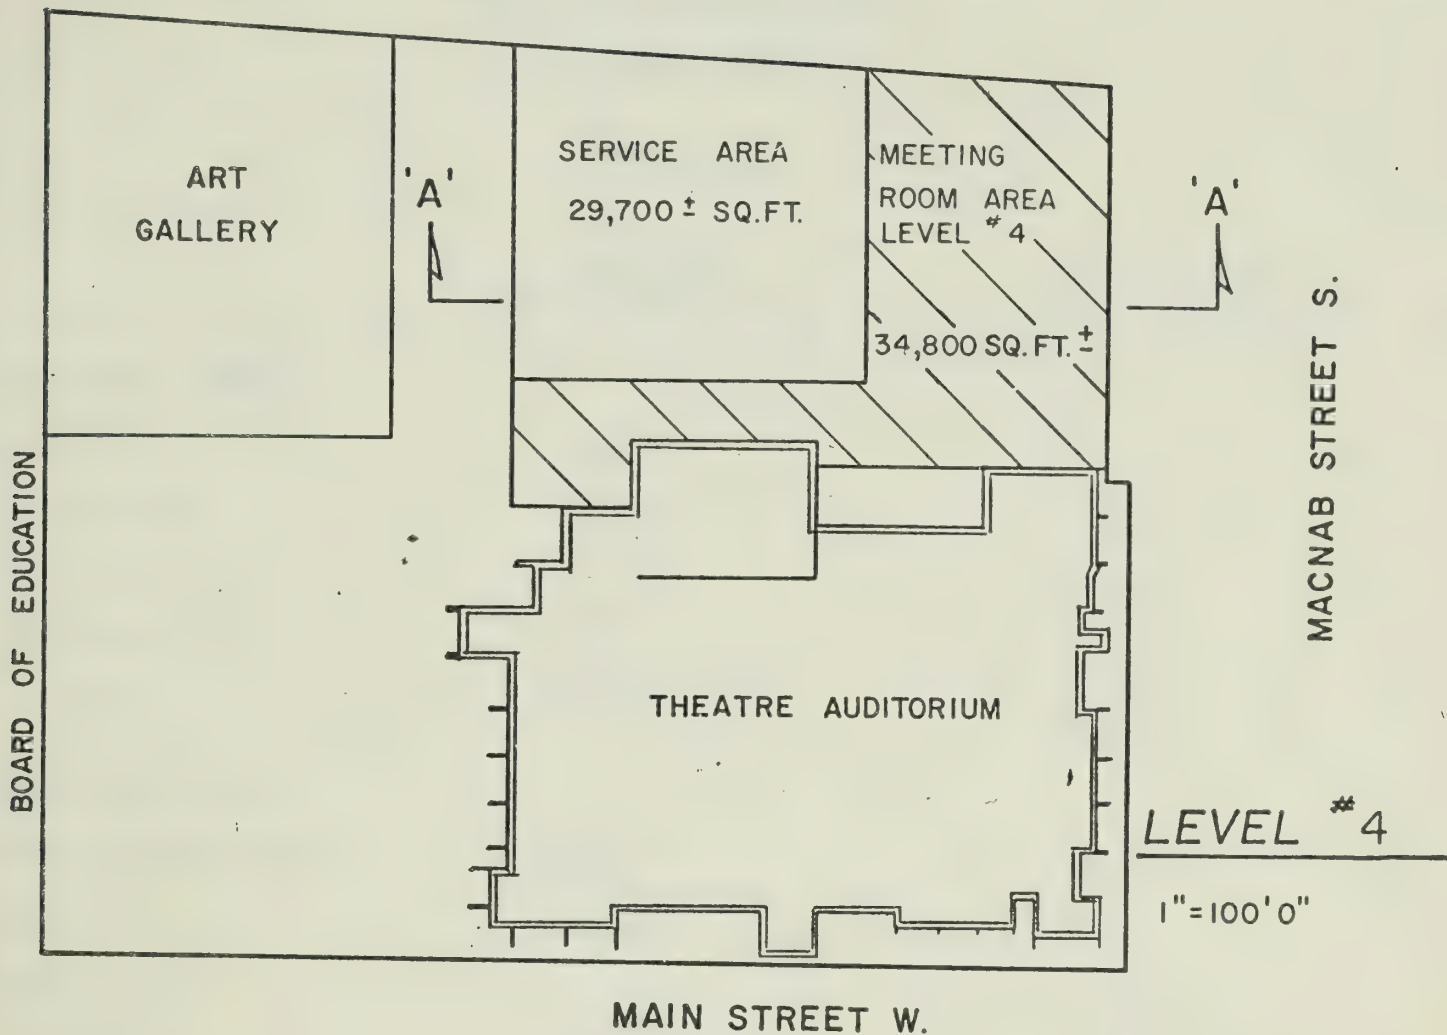 ART
GALLERY
'A'
SERVICE AREA
29,700 ± SQ.FT.
MEETING
ROOM AREA
LEVEL #4
34,800 SQ. FT. ±
'A'
MACNAB STREET S.
BOARD OF EDUCATION
THEATRE AUDITORIUM
LEVEL #4
1"=100'0"
MAIN STREET W.